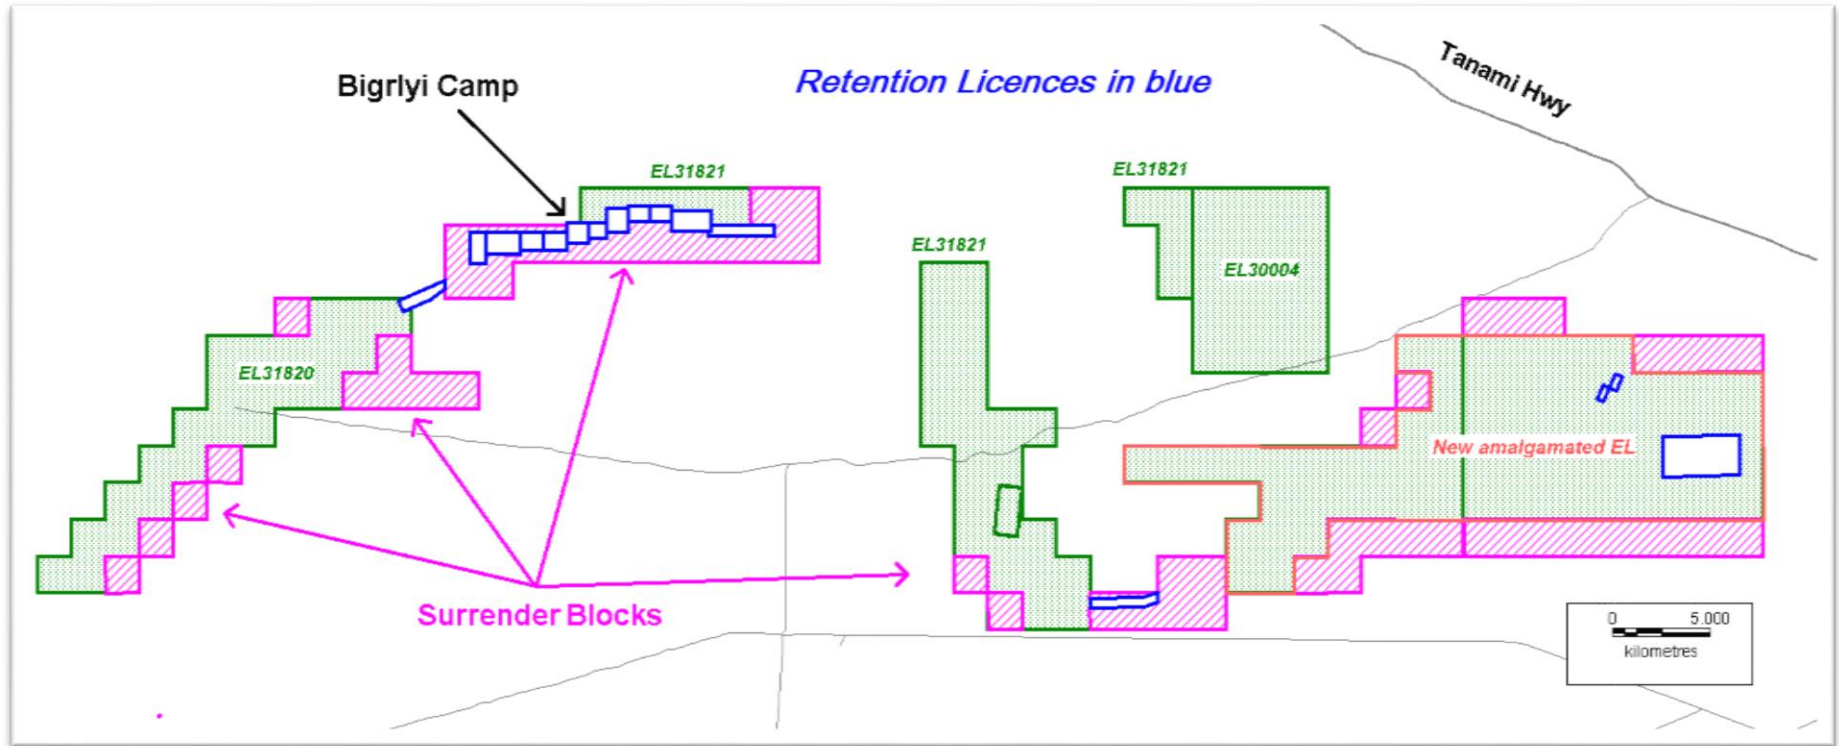 Bigrlyi Camp
Retention Licences in blue
Tanami Hwy
EL31821
EL31821
EL31821
EL30004
EL31820
New amalgamated EL
Surrender Blocks
0 5.000
kilometres